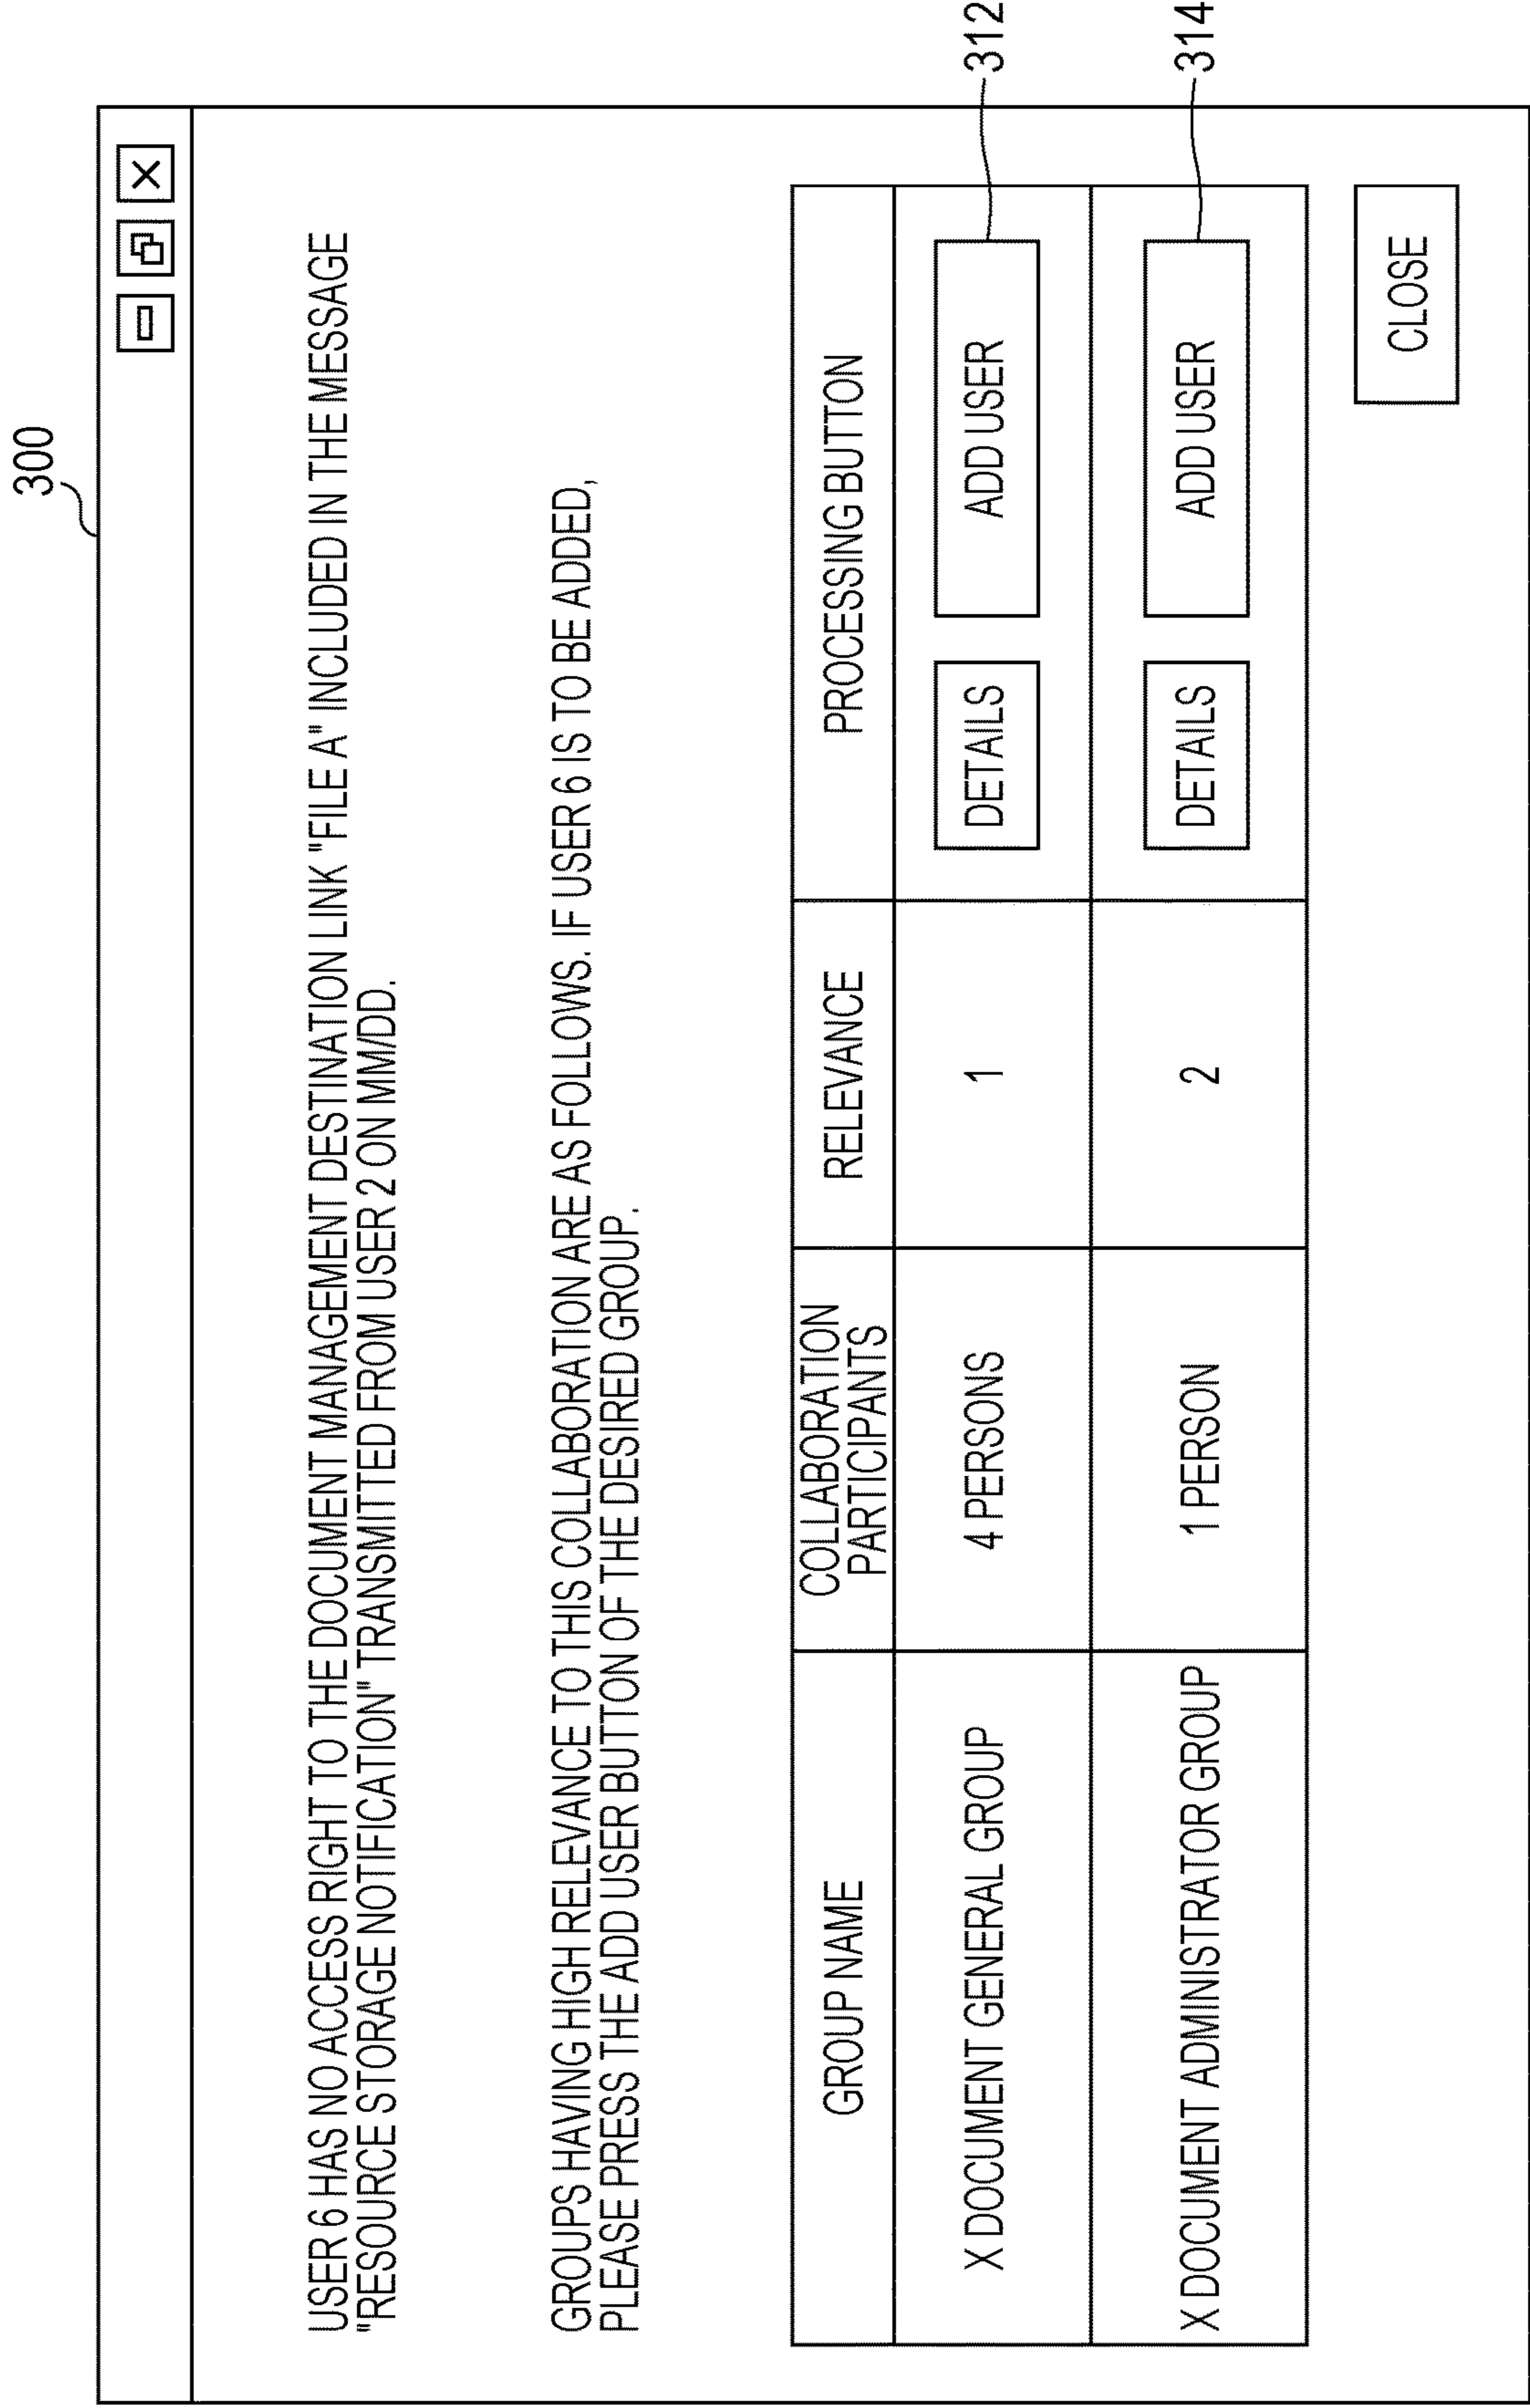 300
USER 6 HAS NO ACCESS RIGHT TO THE DOCUMENT MANAGEMENT DESTINATION LINK "FILE A" INCLUDED IN THE MESSAGE
"RESOURCE STORAGE NOTIFICATION" TRANSMITTED FROM USER 2 ON MM/DD.
GROUPS HAVING HIGH RELEVANCE TO THIS COLLABORATION ARE AS FOLLOWS. IF USER 6 IS TO BE ADDED,
PLEASE PRESS THE ADD USER BUTTON OF THE DESIRED GROUP.
GROUP NAME COLLABORATION PARTICIPANTS RELEVANCE PROCESSING BUTTON
X DOCUMENT GENERAL GROUP 4 PERSONS 1 DETAILS ADD USER 312
X DOCUMENT ADMINISTRATOR GROUP 1 PERSON 2 DETAILS ADD USER 314
CLOSE